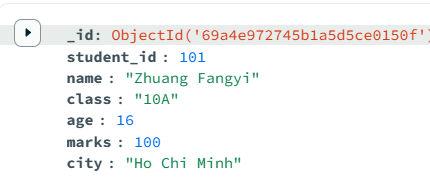 _id: ObjectId('69a4e972745b1a5d5ce0150f')
student_id : 101
name : "Zhuang Fangyi"
class : "10A"
age : 16
marks : 100
city : "Ho Chi Minh"